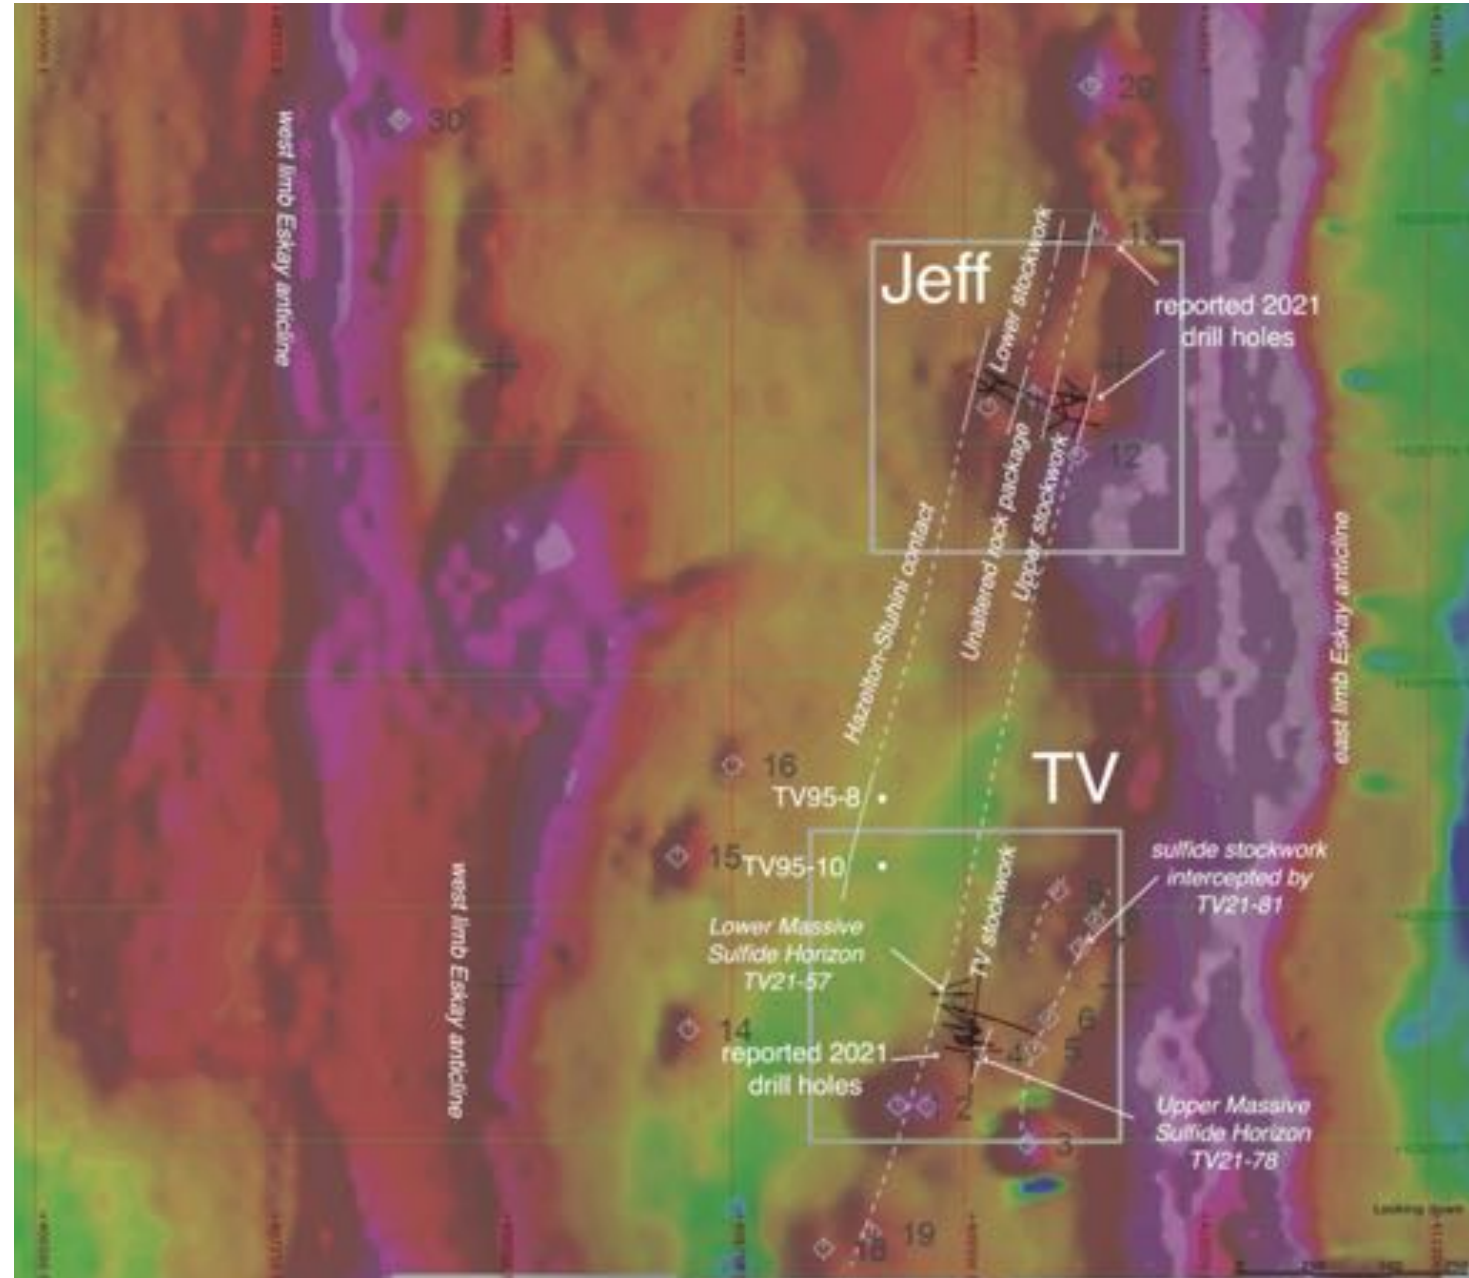 20
30
west limb Eskay anticline
Jeff
Lower stockwork
13
reported 2021
drill holes
12
Hazelton-Stuhini contact
Unaltered rock package
Upper stockwork
east limb Eskay anticline
TV
16
TV95-8
15
TV95-10
sulfide stockwork
intercepted by
TV21-81
west limb Eskay anticline
Lower Massive
Sulfide Horizon
TV21-57
TV stockwork
14
6
4
5
reported 2021
drill holes
2
Upper Massive
Sulfide Horizon
TV21-78
3
19
18
Looking down